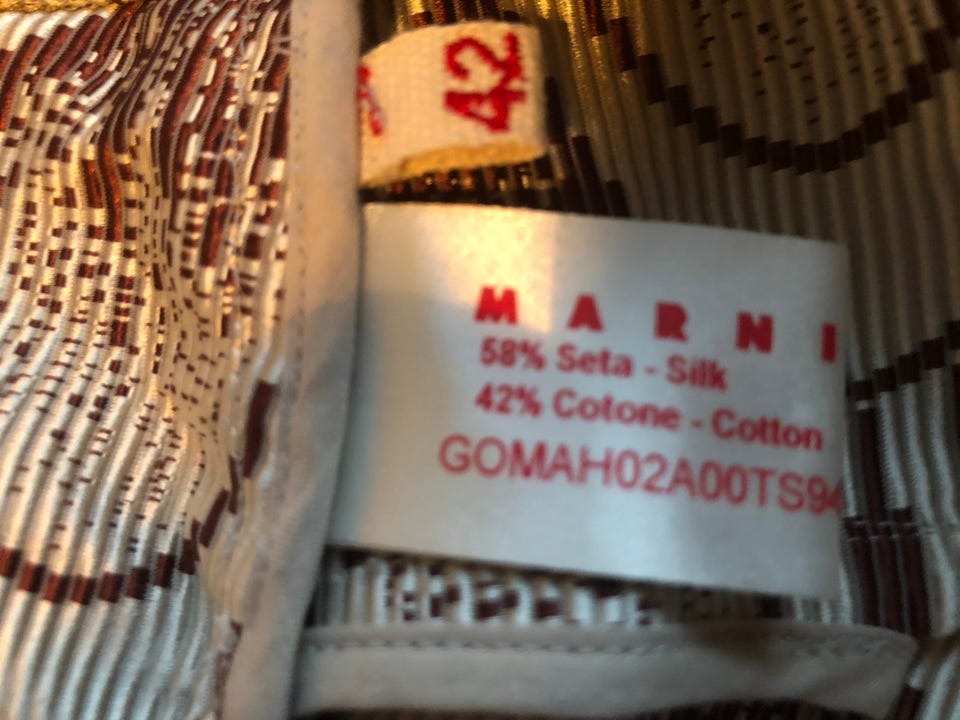 42
MARNI
58% Seta - Silk
42% Cotone - Cotton
GOMAH02A00TS94